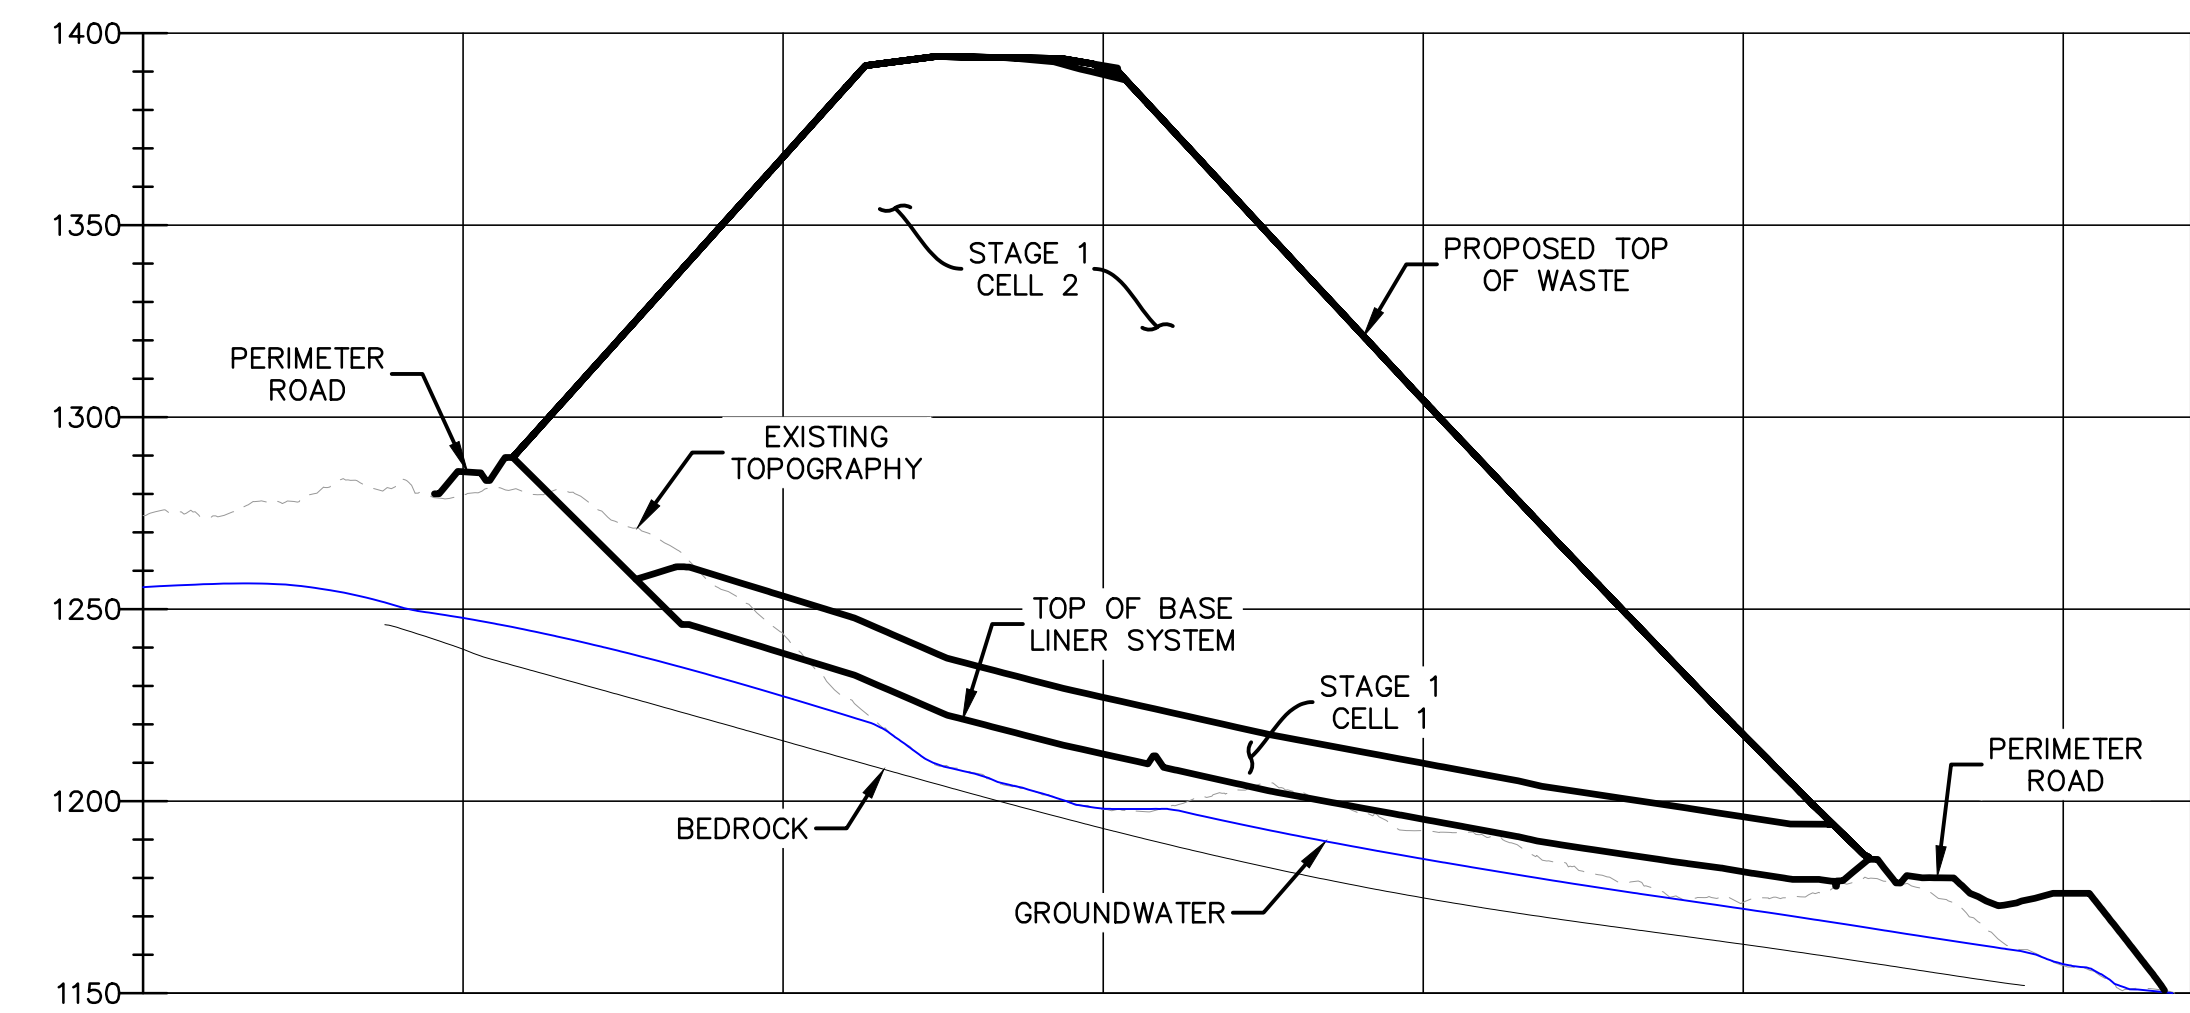 1400
1350
STAGE 1
CELL 2
PROPOSED TOP
OF WASTE
PERIMETER
ROAD
1300
EXISTING
TOPOGRAPHY
1250
TOP OF BASE
LINER SYSTEM
STAGE 1
CELL 1
PERIMETER
ROAD
1200
BEDROCK
GROUNDWATER
1150